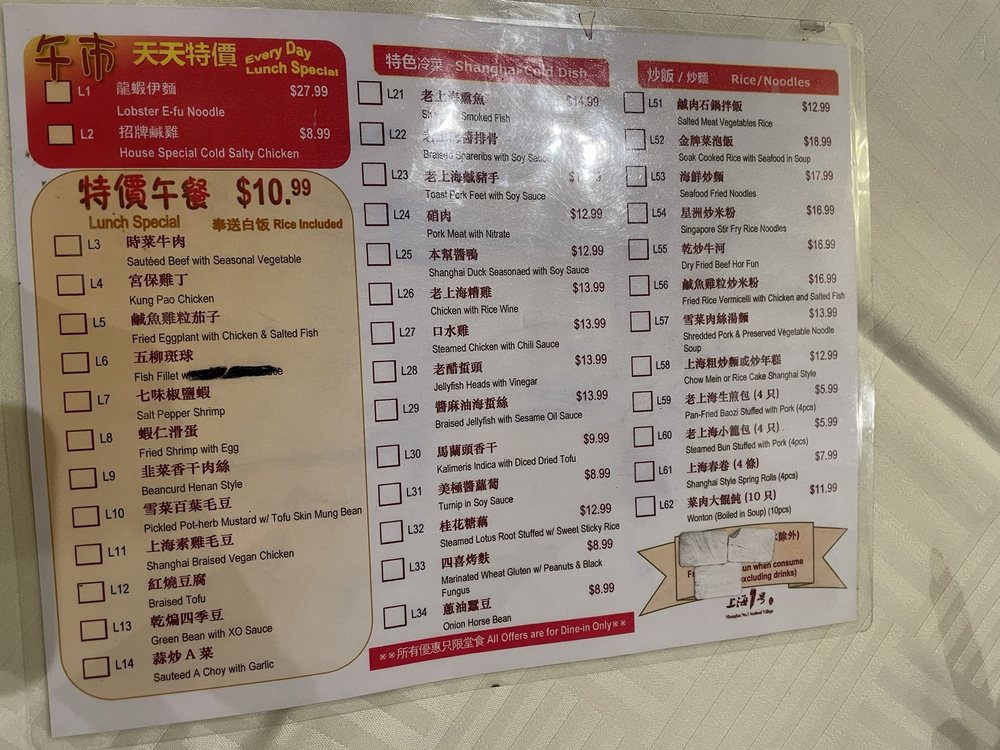 午市 天天特價 Every Day Lunch Special
L1 龍蝦伊麵 $27.99
Lobster E-fu Noodle
L2 招牌鹹雞 $8.99
House Special Cold Salty Chicken
特價午餐 $10.99
Lunch Special 奉送白饭 Rice Included
L3 時菜牛肉
Sautéed Beef with Seasonal Vegetable
L4 宮保雞丁
Kung Pao Chicken
L5 鹹魚雞粒茄子
Fried Eggplant with Chicken & Salted Fish
L6 五柳斑球
Fish Fillet
L7 七味椒鹽蝦
Salt Pepper Shrimp
L8 蝦仁滑蛋
Fried Shrimp with Egg
L9 韭菜香干肉絲
Beancurd Henan Style
L10 雪菜百葉毛豆
Pickled Pot-herb Mustard w/ Tofu Skin Mung Bean
L11 上海素雞毛豆
Shanghai Braised Vegan Chicken
L12 紅燒豆腐
Braised Tofu
L13 乾煸四季豆
Green Bean with XO Sauce
L14 蒜炒 A 菜
Sauteed A Choy with Garlic
特色冷菜 Shanghai Cold Dish
L21 老上海熏魚 $14.99
Smoked Fish
L22 醬排骨
Braised Spareribs with Soy Sauce
L23 老上海鹹豬手
Toast Pork Feet with Soy Sauce
L24 硝肉 $12.99
Pork Meat with Nitrate
L25 本幫醬鴨 $12.99
Shanghai Duck Seasonaed with Soy Sauce
L26 老上海糟雞 $13.99
Chicken with Rice Wine
L27 口水雞 $13.99
Steamed Chicken with Chili Sauce
L28 老醋蜇頭 $13.99
Jellyfish Heads with Vinegar
L29 醬麻油海蜇絲 $13.99
Braised Jellyfish with Sesame Oil Sauce
L30 馬蘭頭香干 $9.99
Kalimeris Indica with Diced Dried Tofu
L31 美極醬蘿蔔 $8.99
Turnip in Soy Sauce
L32 桂花糖藕 $12.99
Steamed Lotus Root Stuffed w/ Sweet Sticky Rice
L33 四喜烤麩 $8.99
Marinated Wheat Gluten w/ Peanuts & Black
Fungus
L34 蔥油蠶豆 $8.99
Onion Horse Bean
※※所有優惠只限堂食 All Offers are for Dine-in Only※※
炒飯 / 炒麵 Rice/Noodles
L51 鹹肉石鍋拌飯 $12.99
Salted Meat Vegetables Rice
L52 金牌菜泡飯 $18.99
Soak Cooked Rice with Seafood in Soup
L53 海鮮炒麵 $17.99
Seafood Fried Noodles
L54 星洲炒米粉 $16.99
Singapore Stir Fry Rice Noodles
L55 乾炒牛河 $16.99
Dry Fried Beef Hor Fun
L56 鹹魚雞粒炒米粉 $16.99
Fried Rice Vermicelli with Chicken and Salted Fish
L57 雪菜肉絲湯麵 $13.99
Shredded Pork & Preserved Vegetable Noodle
Soup
L58 上海粗炒麵或炒年糕 $12.99
Chow Mein or Rice Cake Shanghai Style
L59 老上海生煎包 (4 只) $5.99
Pan-Fried Baozi Stuffed with Pork (4pcs)
L60 老上海小籠包 (4 只) $5.99
Steamed Bun Stuffed with Pork (4pcs)
L61 上海春卷 (4 條) $7.99
Shanghai Style Spring Rolls (4pcs)
L62 菜肉大餛飩 (10 只) $11.99
Wonton (Boiled in Soup) (10pcs)
除外)
when consume
excluding drinks)
上海1号
Shanghai No.1 Seafood Village